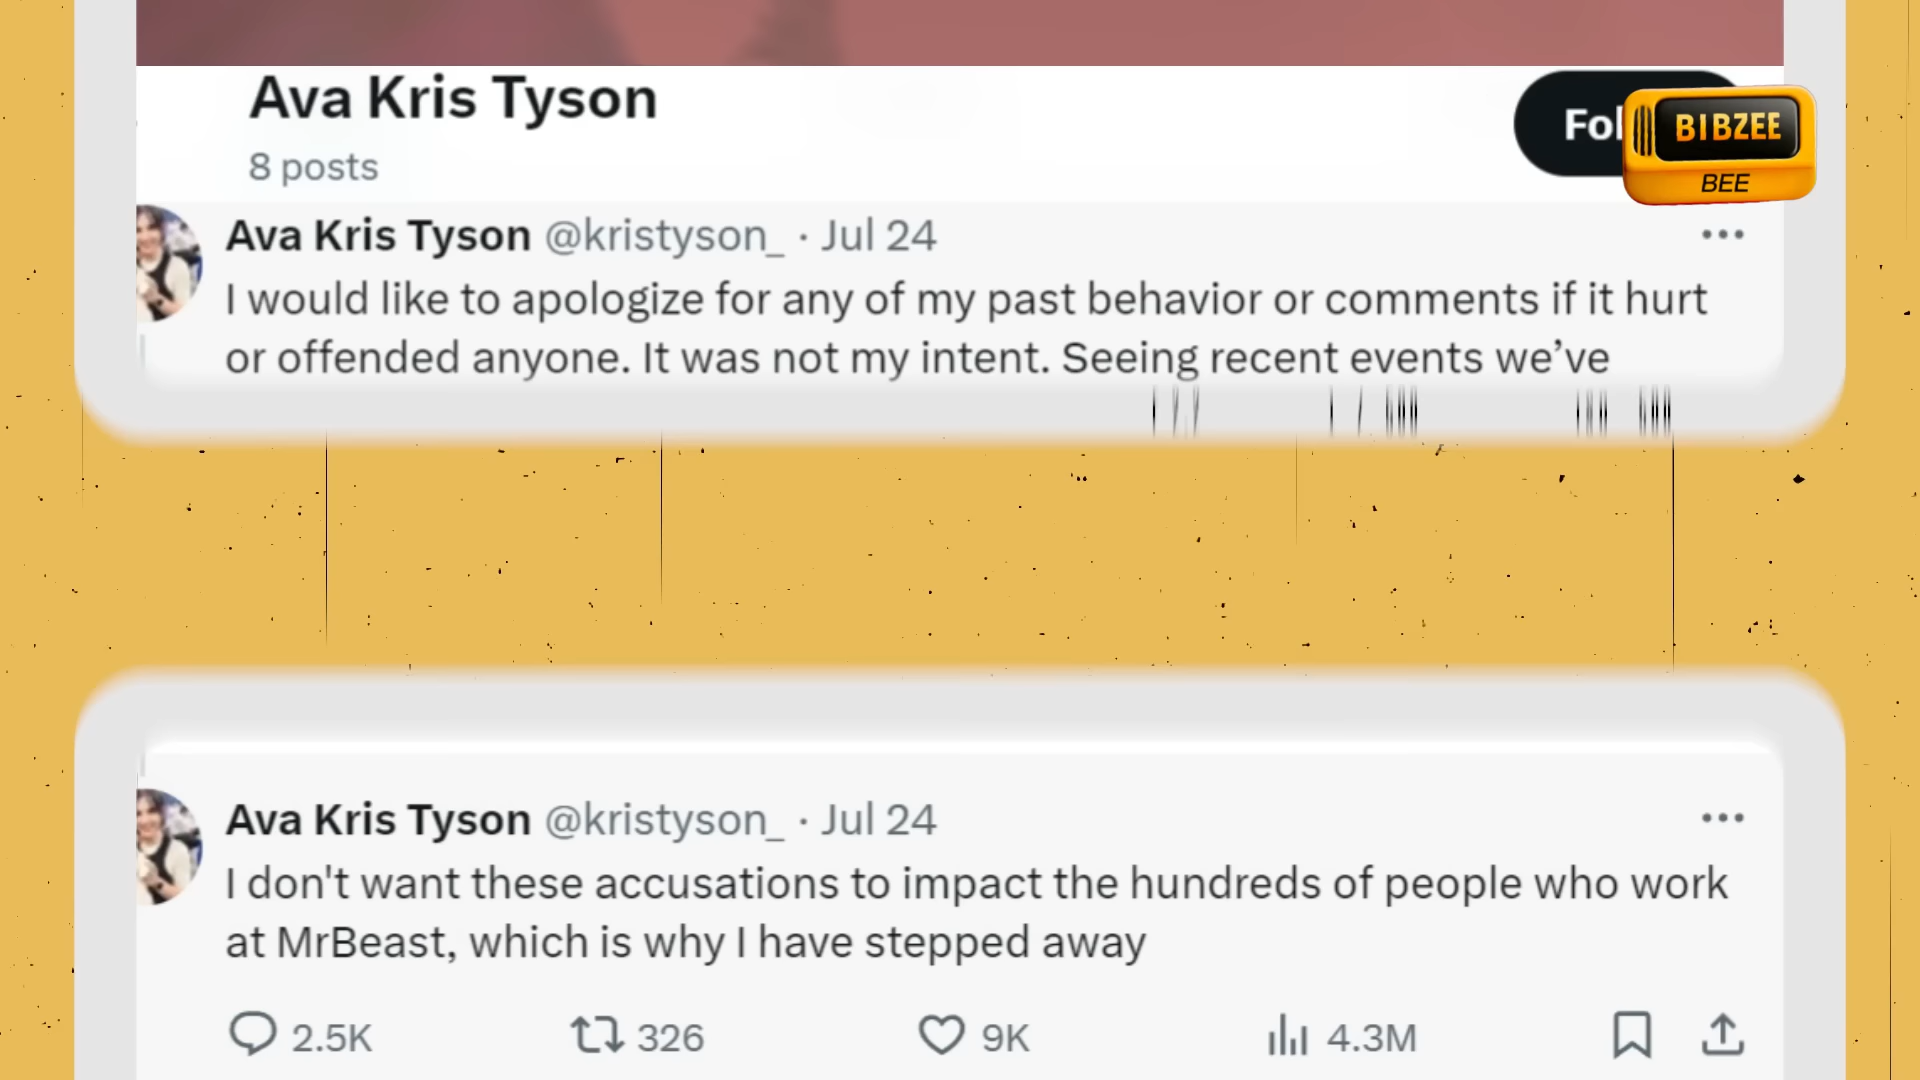 Ava Kris Tyson
8 posts
Fol
BIBZEE
BEE
Ava Kris Tyson @kristyson_ · Jul 24
I would like to apologize for any of my past behavior or comments if it hurt
or offended anyone. It was not my intent. Seeing recent events we’ve
Ava Kris Tyson @kristyson_ · Jul 24
I don't want these accusations to impact the hundreds of people who work
at MrBeast, which is why I have stepped away
2.5K 326 9K 4.3M